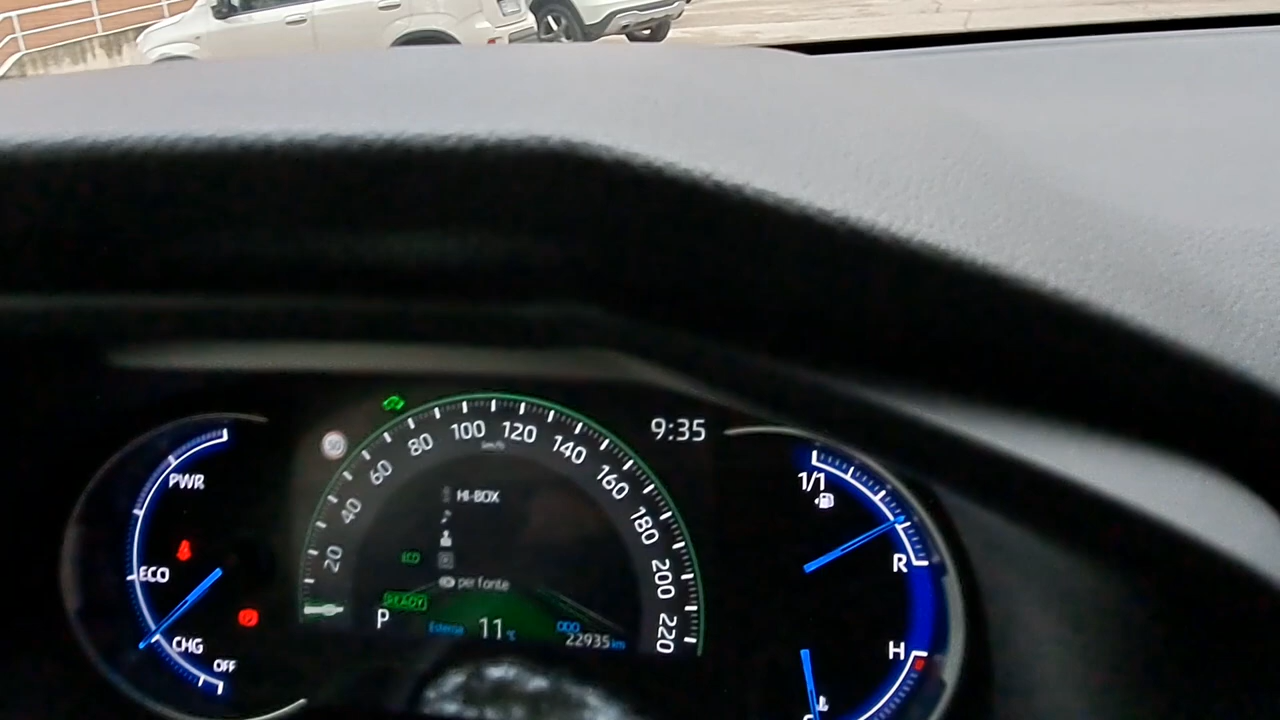 9:35
PWR
ECO
CHG
OFF
20
40
60
80
100
120
140
160
180
200
220
km/h
HI-BOX
ECO
per fonte
READY
P
Esterna 11 °C
ODO
22935 km
1/1
R
H